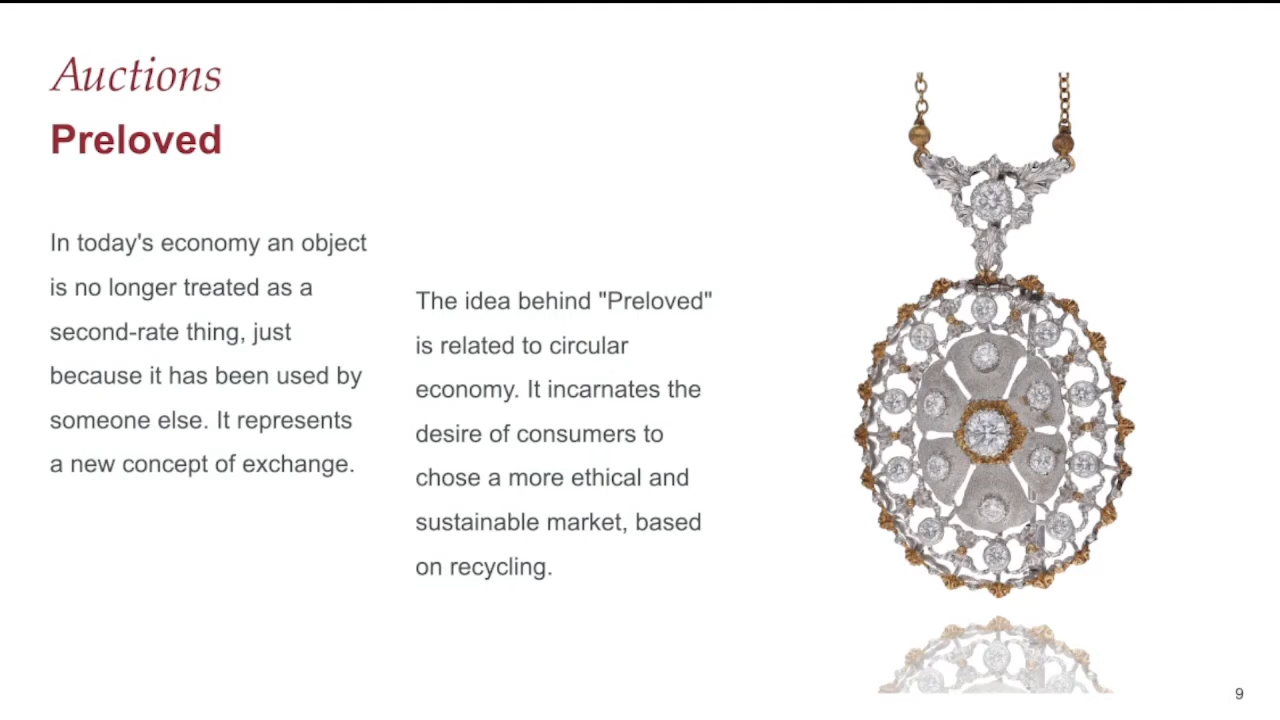 Auctions
Preloved
In today's economy an object
is no longer treated as a
second-rate thing, just
because it has been used by
someone else. It represents
a new concept of exchange.
The idea behind "Preloved"
is related to circular
economy. It incarnates the
desire of consumers to
chose a more ethical and
sustainable market, based
on recycling.
9